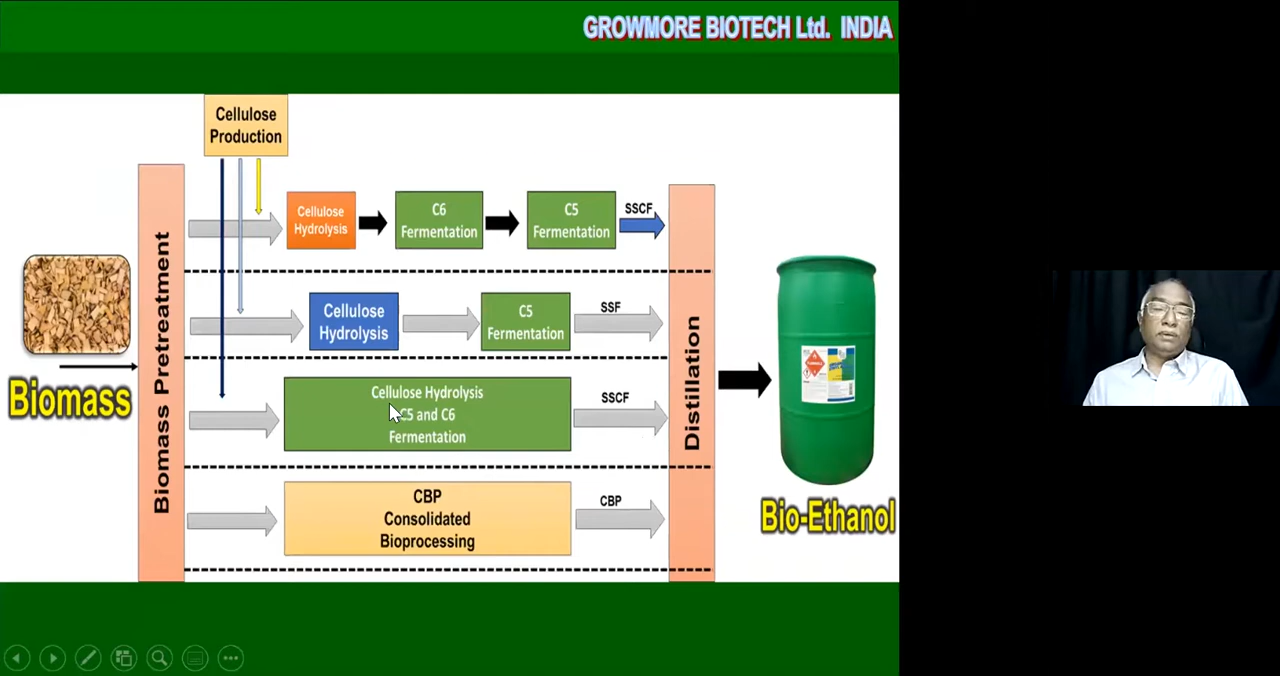 GROWMORE BIOTECH Ltd. INDIA
Cellulose
Production
Biomass Pretreatment
Cellulose
Hydrolysis
C6
Fermentation
C5
Fermentation
SSCF
Cellulose
Hydrolysis
C5
Fermentation
SSF
Biomass
Cellulose Hydrolysis
C5 and C6
Fermentation
SSCF
CBP
Consolidated
Bioprocessing
CBP
Distillation
Bio-Ethanol